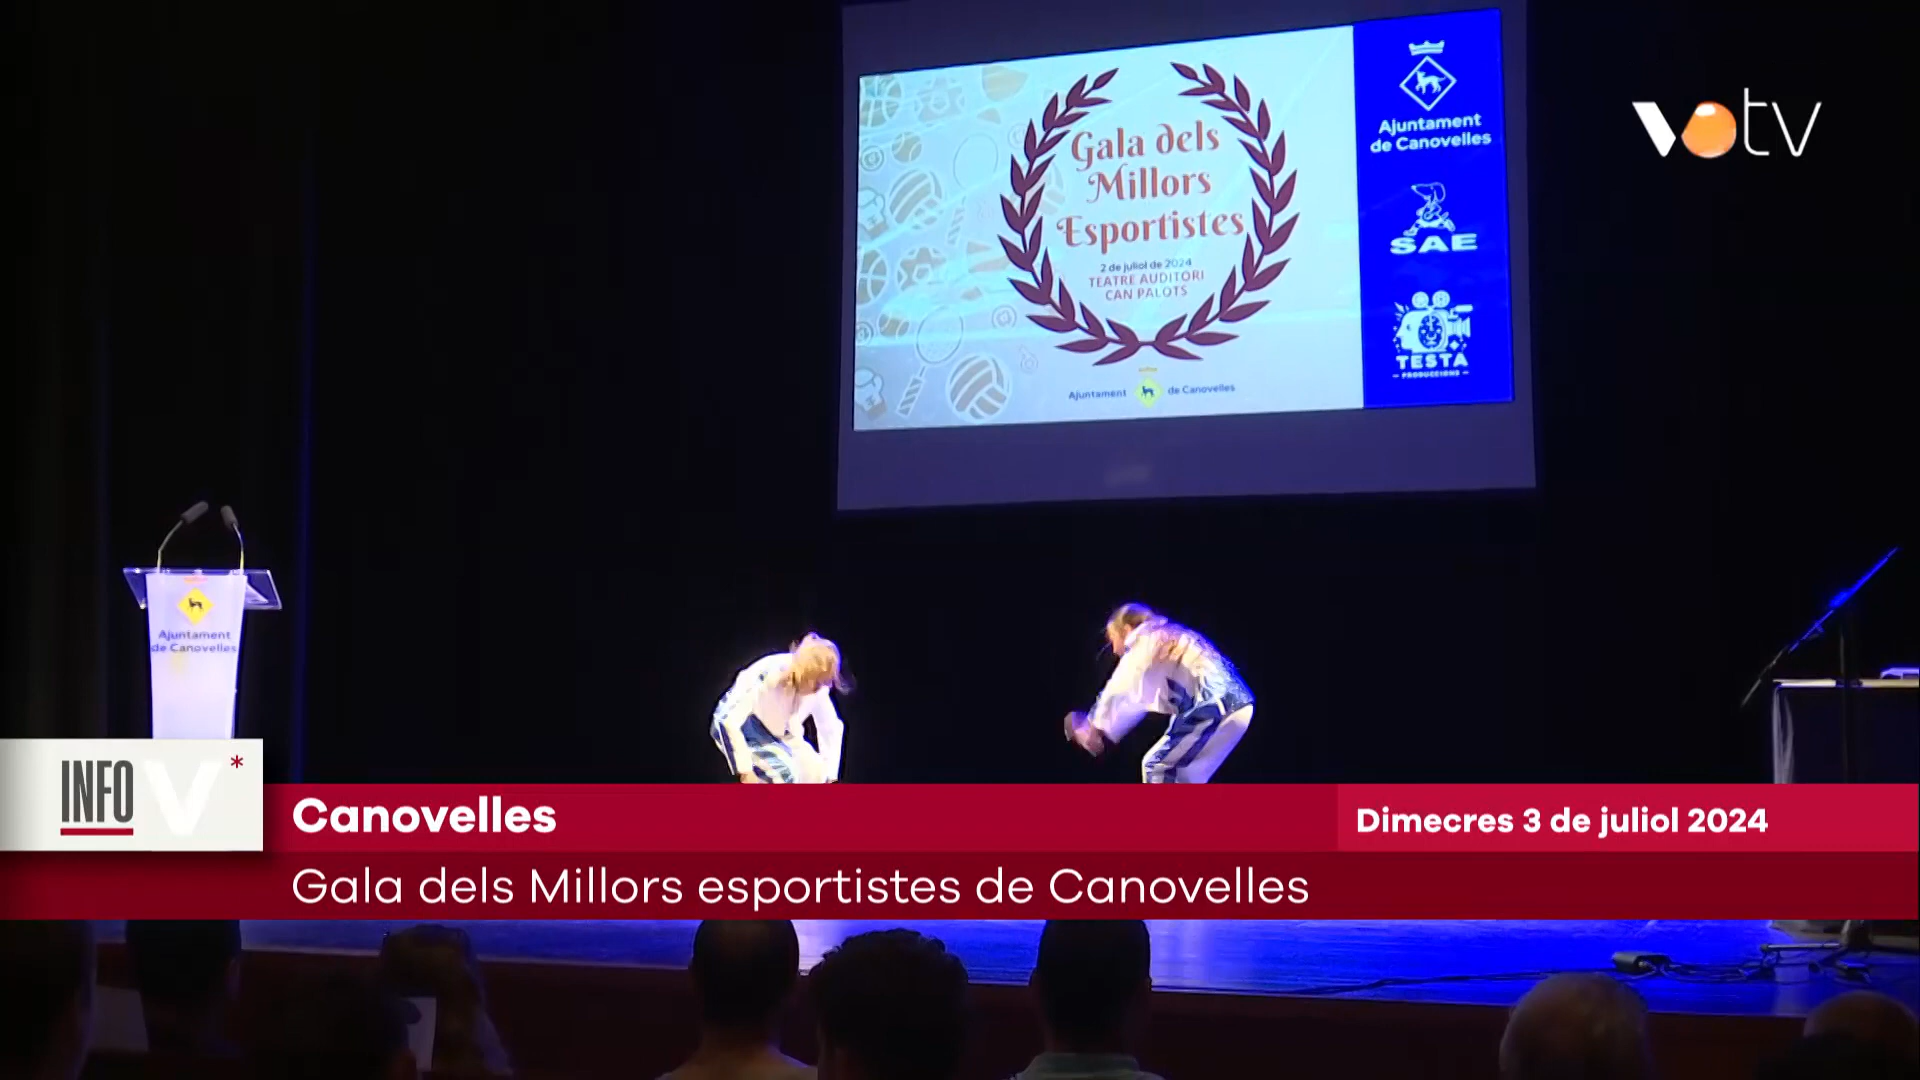 Gala dels
Millors
Esportistes
2 de juliol de 2024
TEATRE AUDITORI
CAN PALOTS
Ajuntament de Canovelles
Ajuntament
de Canovelles
SAE
TESTA
PRODUCCIONS
votv
Ajuntament
de Canovelles
INFO V*
Canovelles
Dimecres 3 de juliol 2024
Gala dels Millors esportistes de Canovelles